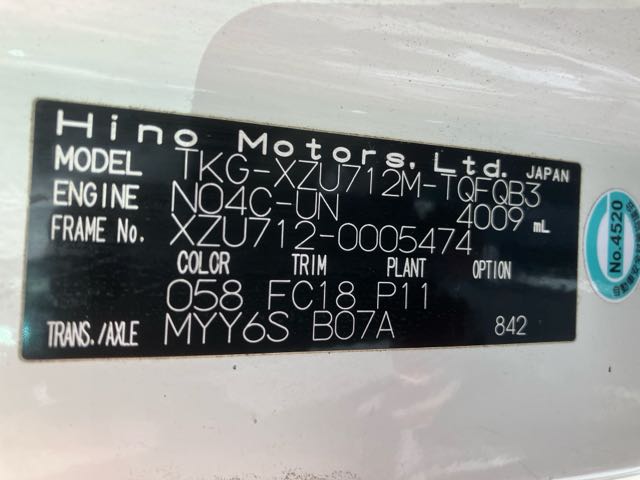 Hino Motors, Ltd. JAPAN
MODEL TKG-XZU712M-TQFQB3
ENGINE N04C-UN 4009 mL
FRAME No. XZU712-0005474
COLOR TRIM PLANT OPTION
058 FC18 P11
TRANS./AXLE MYY6S B07A 842
No.4520